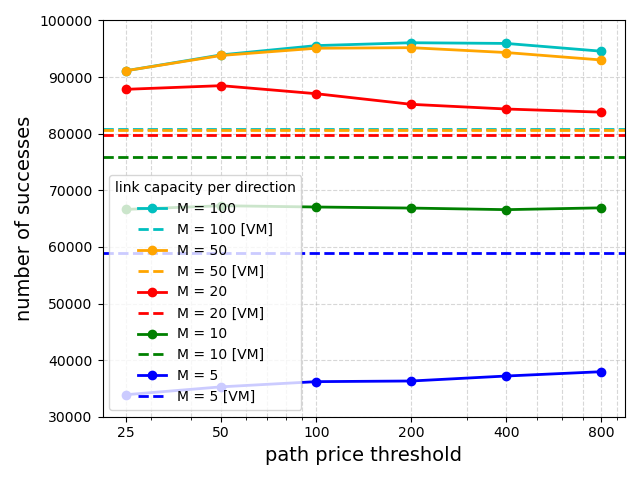 100000
90000
80000
70000
60000
50000
40000
30000
number of successes
link capacity per direction
M = 100
M = 100 [VM]
M = 50
M = 50 [VM]
M = 20
M = 20 [VM]
M = 10
M = 10 [VM]
M = 5
M = 5 [VM]
25 50 100 200 400 800
path price threshold